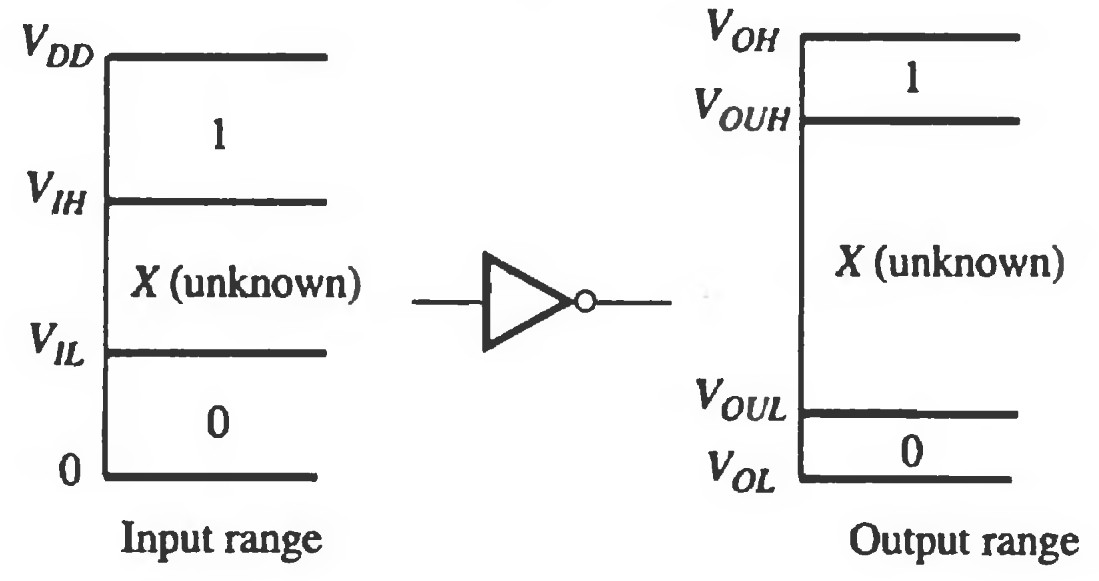 V_DD
1
V_IH
X (unknown)
V_IL
0
0
Input range
V_OH
1
V_OUH
X (unknown)
V_OUL
0
V_OL
Output range